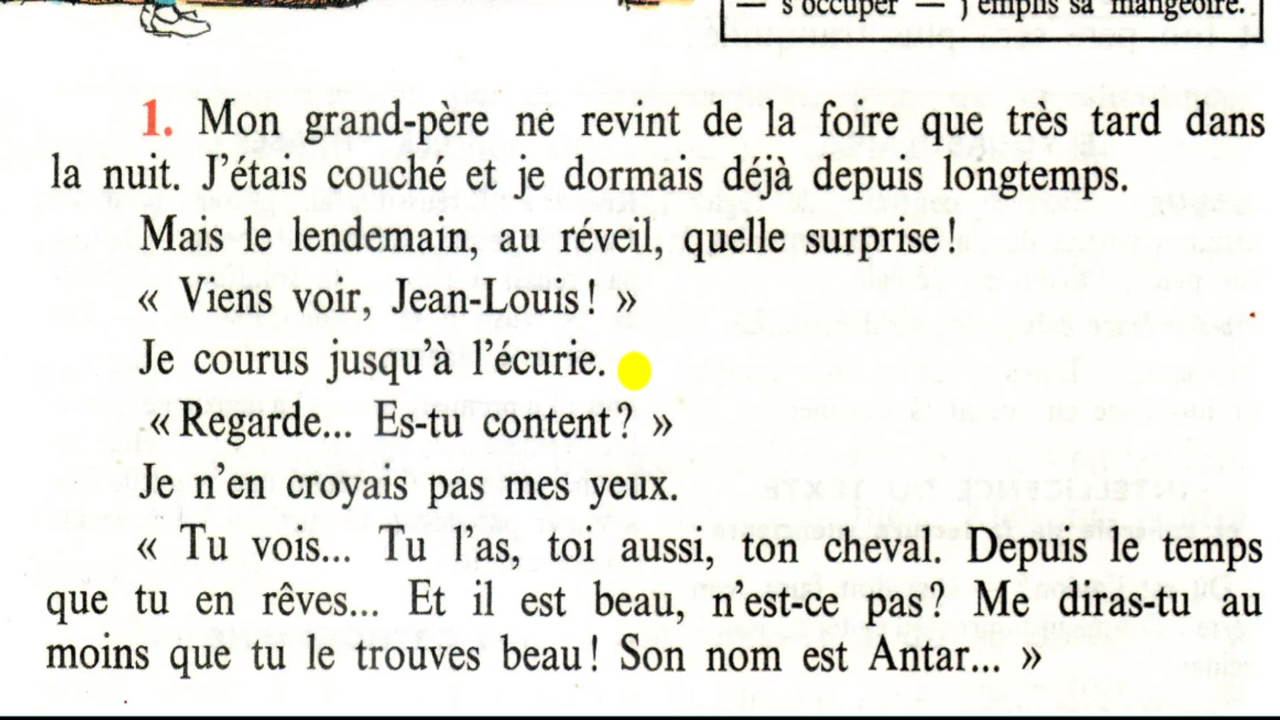 — s'occuper — j'emplis sa mangeoire.
1. Mon grand-père ne revint de la foire que très tard dans
la nuit. J'étais couché et je dormais déjà depuis longtemps.
Mais le lendemain, au réveil, quelle surprise!
« Viens voir, Jean-Louis! »
Je courus jusqu'à l'écurie.
« Regarde... Es-tu content? »
Je n'en croyais pas mes yeux.
« Tu vois... Tu l'as, toi aussi, ton cheval. Depuis le temps
que tu en rêves... Et il est beau, n'est-ce pas? Me diras-tu au
moins que tu le trouves beau! Son nom est Antar... »